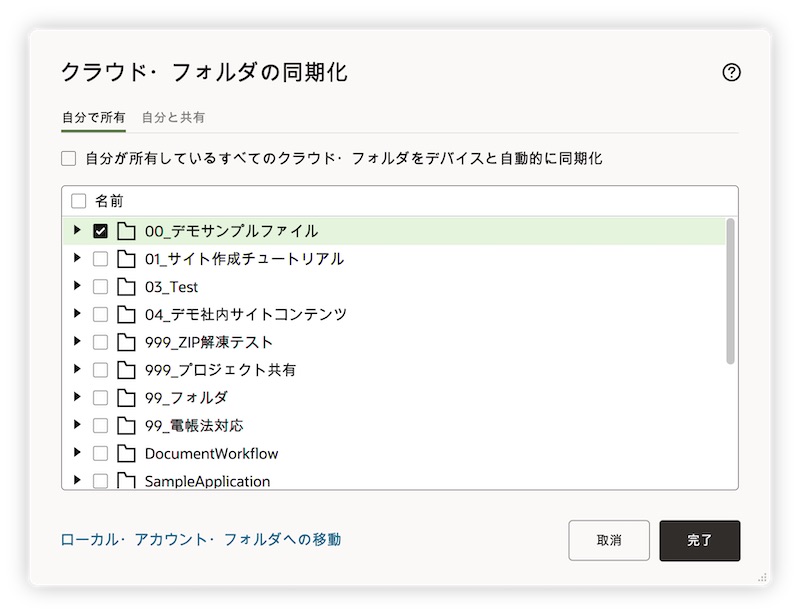 クラウド・フォルダの同期化
自分で所有 自分と共有
自分が所有しているすべてのクラウド・フォルダをデバイスと自動的に同期化
名前
00_デモサンプルファイル
01_サイト作成チュートリアル
03_Test
04_デモ社内サイトコンテンツ
999_ZIP解凍テスト
999_プロジェクト共有
99_フォルダ
99_電帳法対応
DocumentWorkflow
SampleApplication
ローカル・アカウント・フォルダへの移動 取消 完了